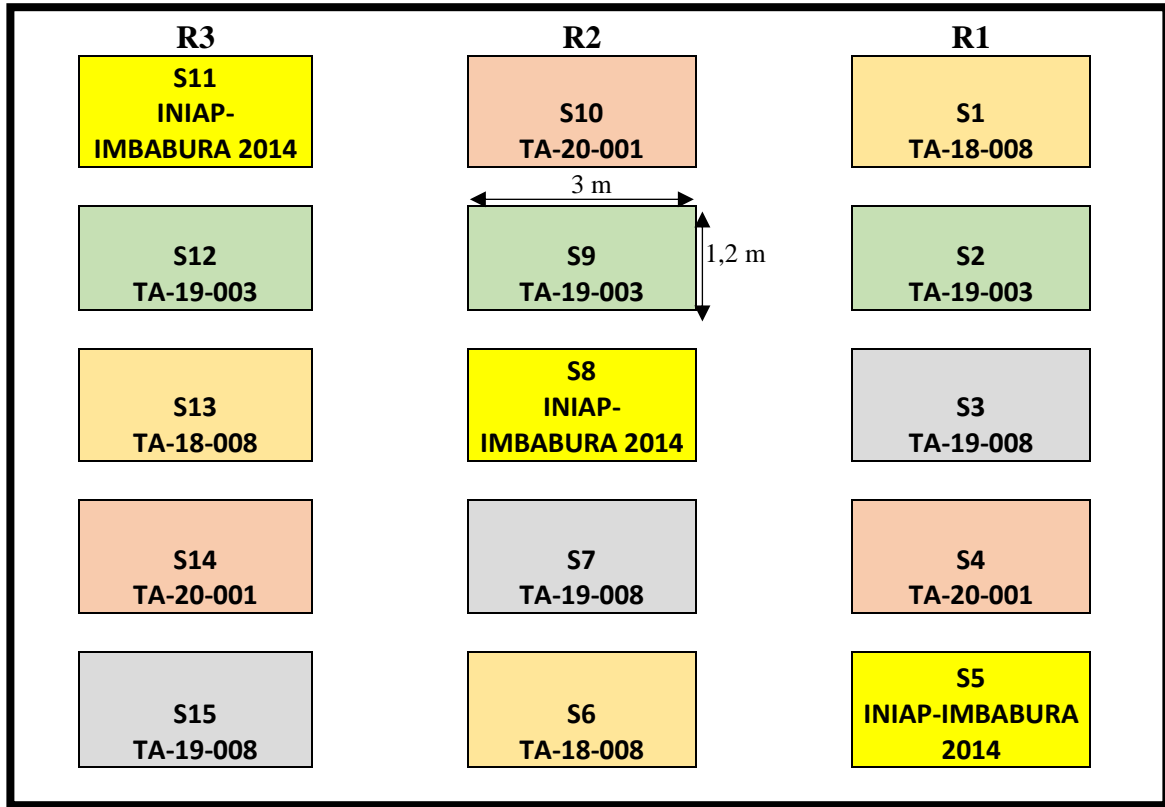 R3
R2
R1
S11
INIAP-
IMBABURA 2014
S10
TA-20-001
S1
TA-18-008
3 m
S12
TA-19-003
S9
TA-19-003
1,2 m
S2
TA-19-003
S13
TA-18-008
S8
INIAP-
IMBABURA 2014
S3
TA-19-008
S14
TA-20-001
S7
TA-19-008
S4
TA-20-001
S15
TA-19-008
S6
TA-18-008
S5
INIAP-IMBABURA
2014